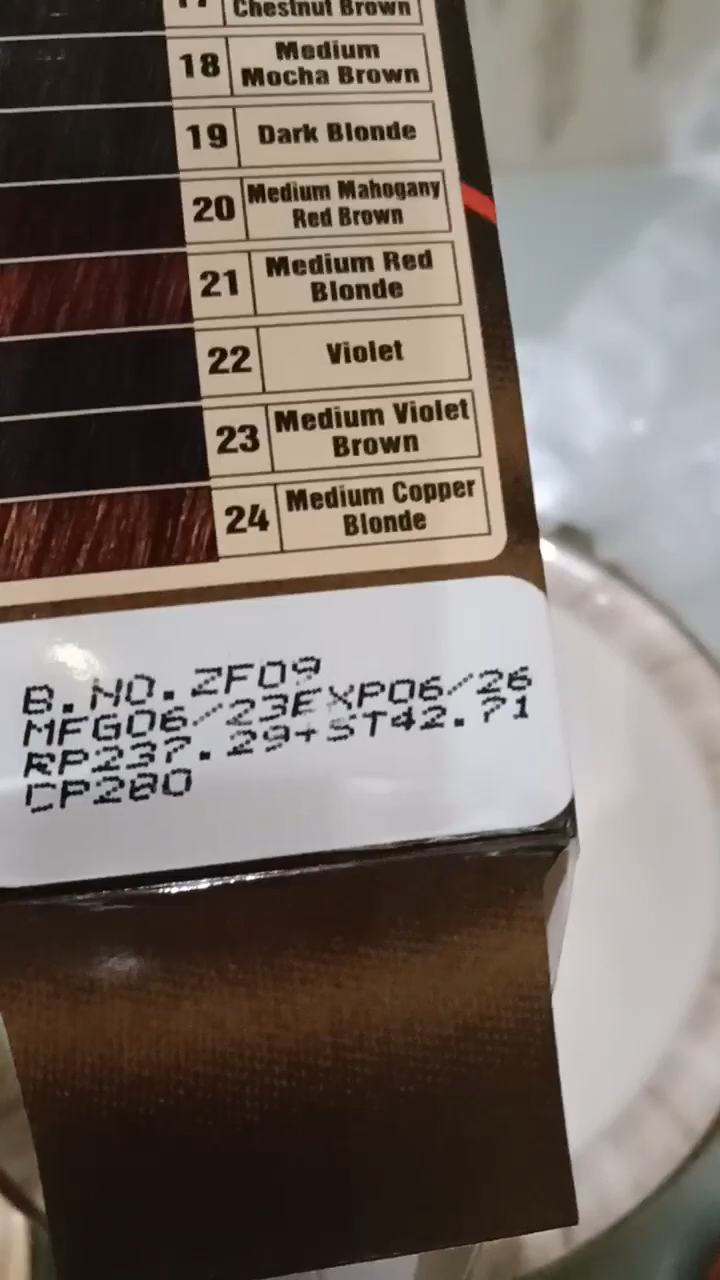 17 Chestnut Brown
18 Medium
Mocha Brown
19 Dark Blonde
20 Medium Mahogany
Red Brown
21 Medium Red
Blonde
22 Violet
23 Medium Violet
Brown
24 Medium Copper
Blonde
B.NO.ZF09
MFG06/23EXP06/26
RP237.29+ST42.71
CP280